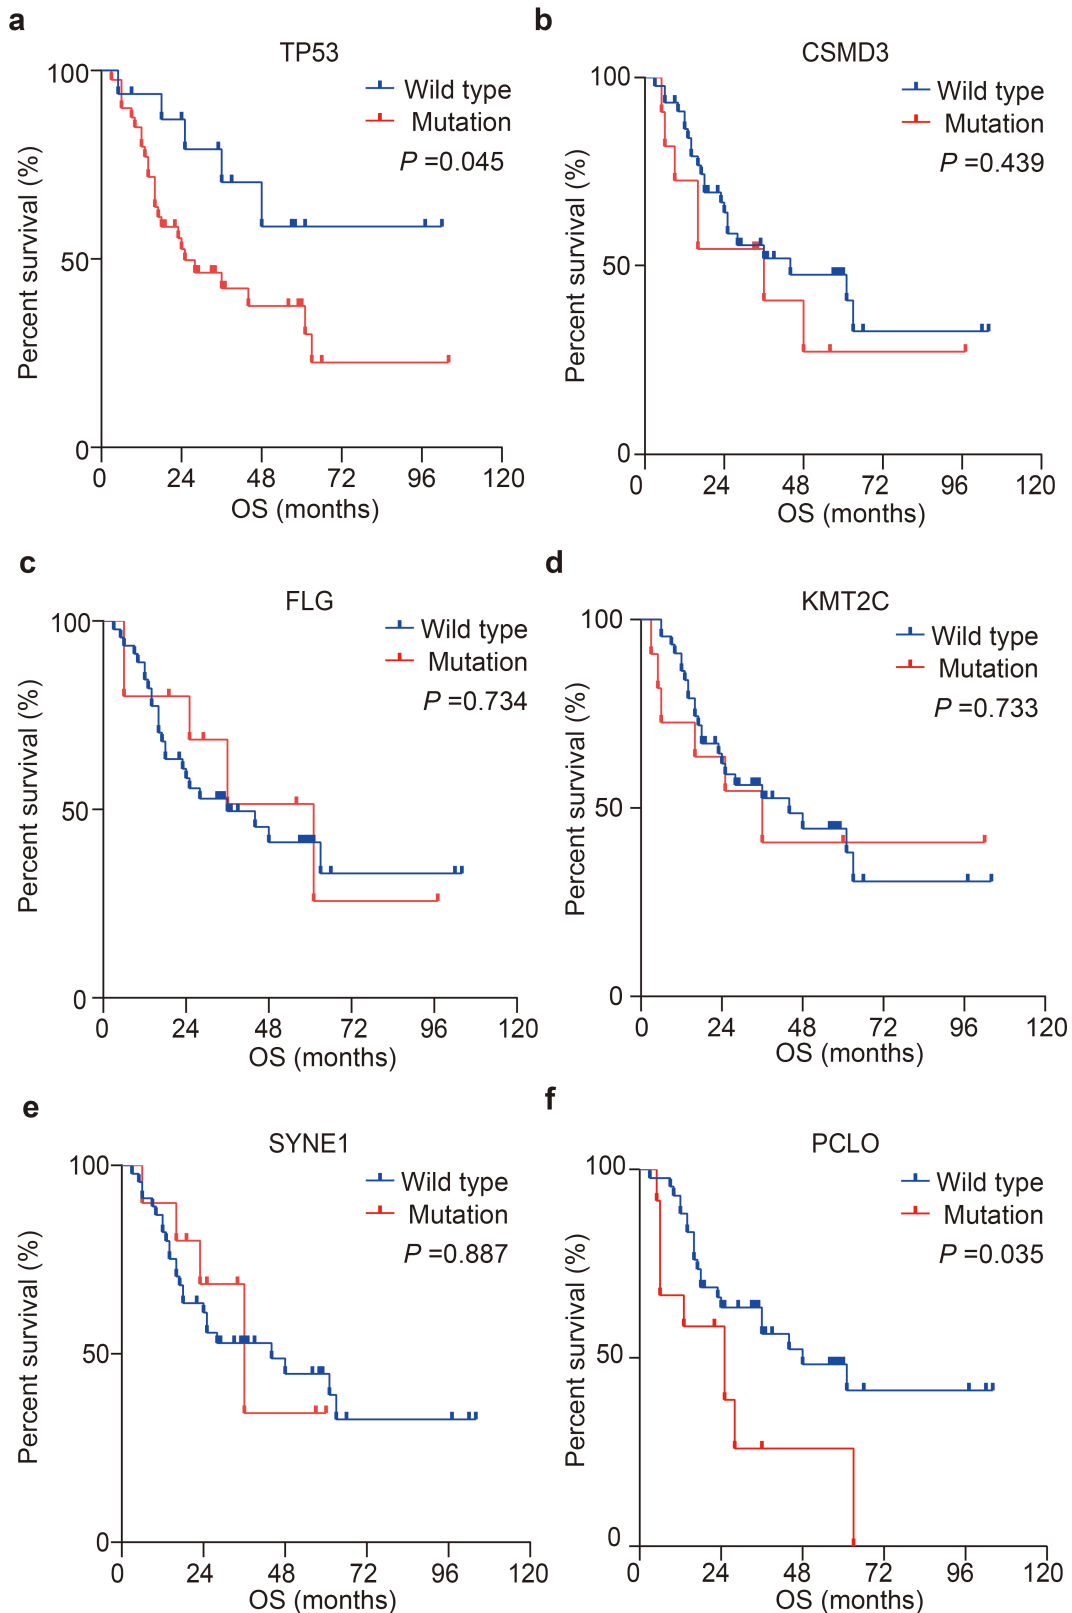 a
TP53
100
50
0
Percent survival (%)
Wild type
Mutation
P =0.045
0 24 48 72 96 120
OS (months)
b
CSMD3
100
50
0
Percent survival (%)
Wild type
Mutation
P =0.439
0 24 48 72 96 120
OS (months)
c
FLG
100
50
0
Percent survival (%)
Wild type
Mutation
P =0.734
0 24 48 72 96 120
OS (months)
d
KMT2C
100
50
0
Percent survival (%)
Wild type
Mutation
P =0.733
0 24 48 72 96 120
OS (months)
e
SYNE1
100
50
0
Percent survival (%)
Wild type
Mutation
P =0.887
0 24 48 72 96 120
OS (months)
f
PCLO
100
50
0
Percent survival (%)
Wild type
Mutation
P =0.035
0 24 48 72 96 120
OS (months)